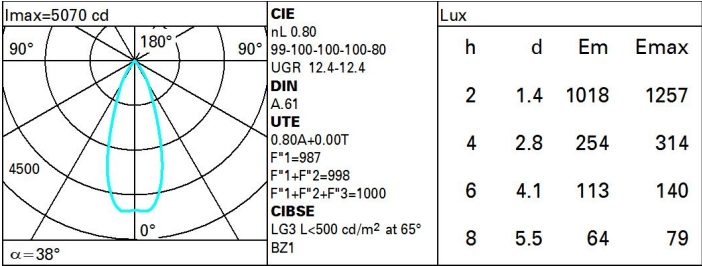 Imax=5070 cd
90°
180°
90°
4500
0°
α=38°
CIE
nL 0.80
99-100-100-100-80
UGR 12.4-12.4
DIN
A.61
UTE
0.80A+0.00T
F"1=987
F"1+F"2=998
F"1+F"2+F"3=1000
CIBSE
LG3 L<500 cd/m² at 65°
BZ1
Lux
h d Em Emax
2 1.4 1018 1257
4 2.8 254 314
6 4.1 113 140
8 5.5 64 79